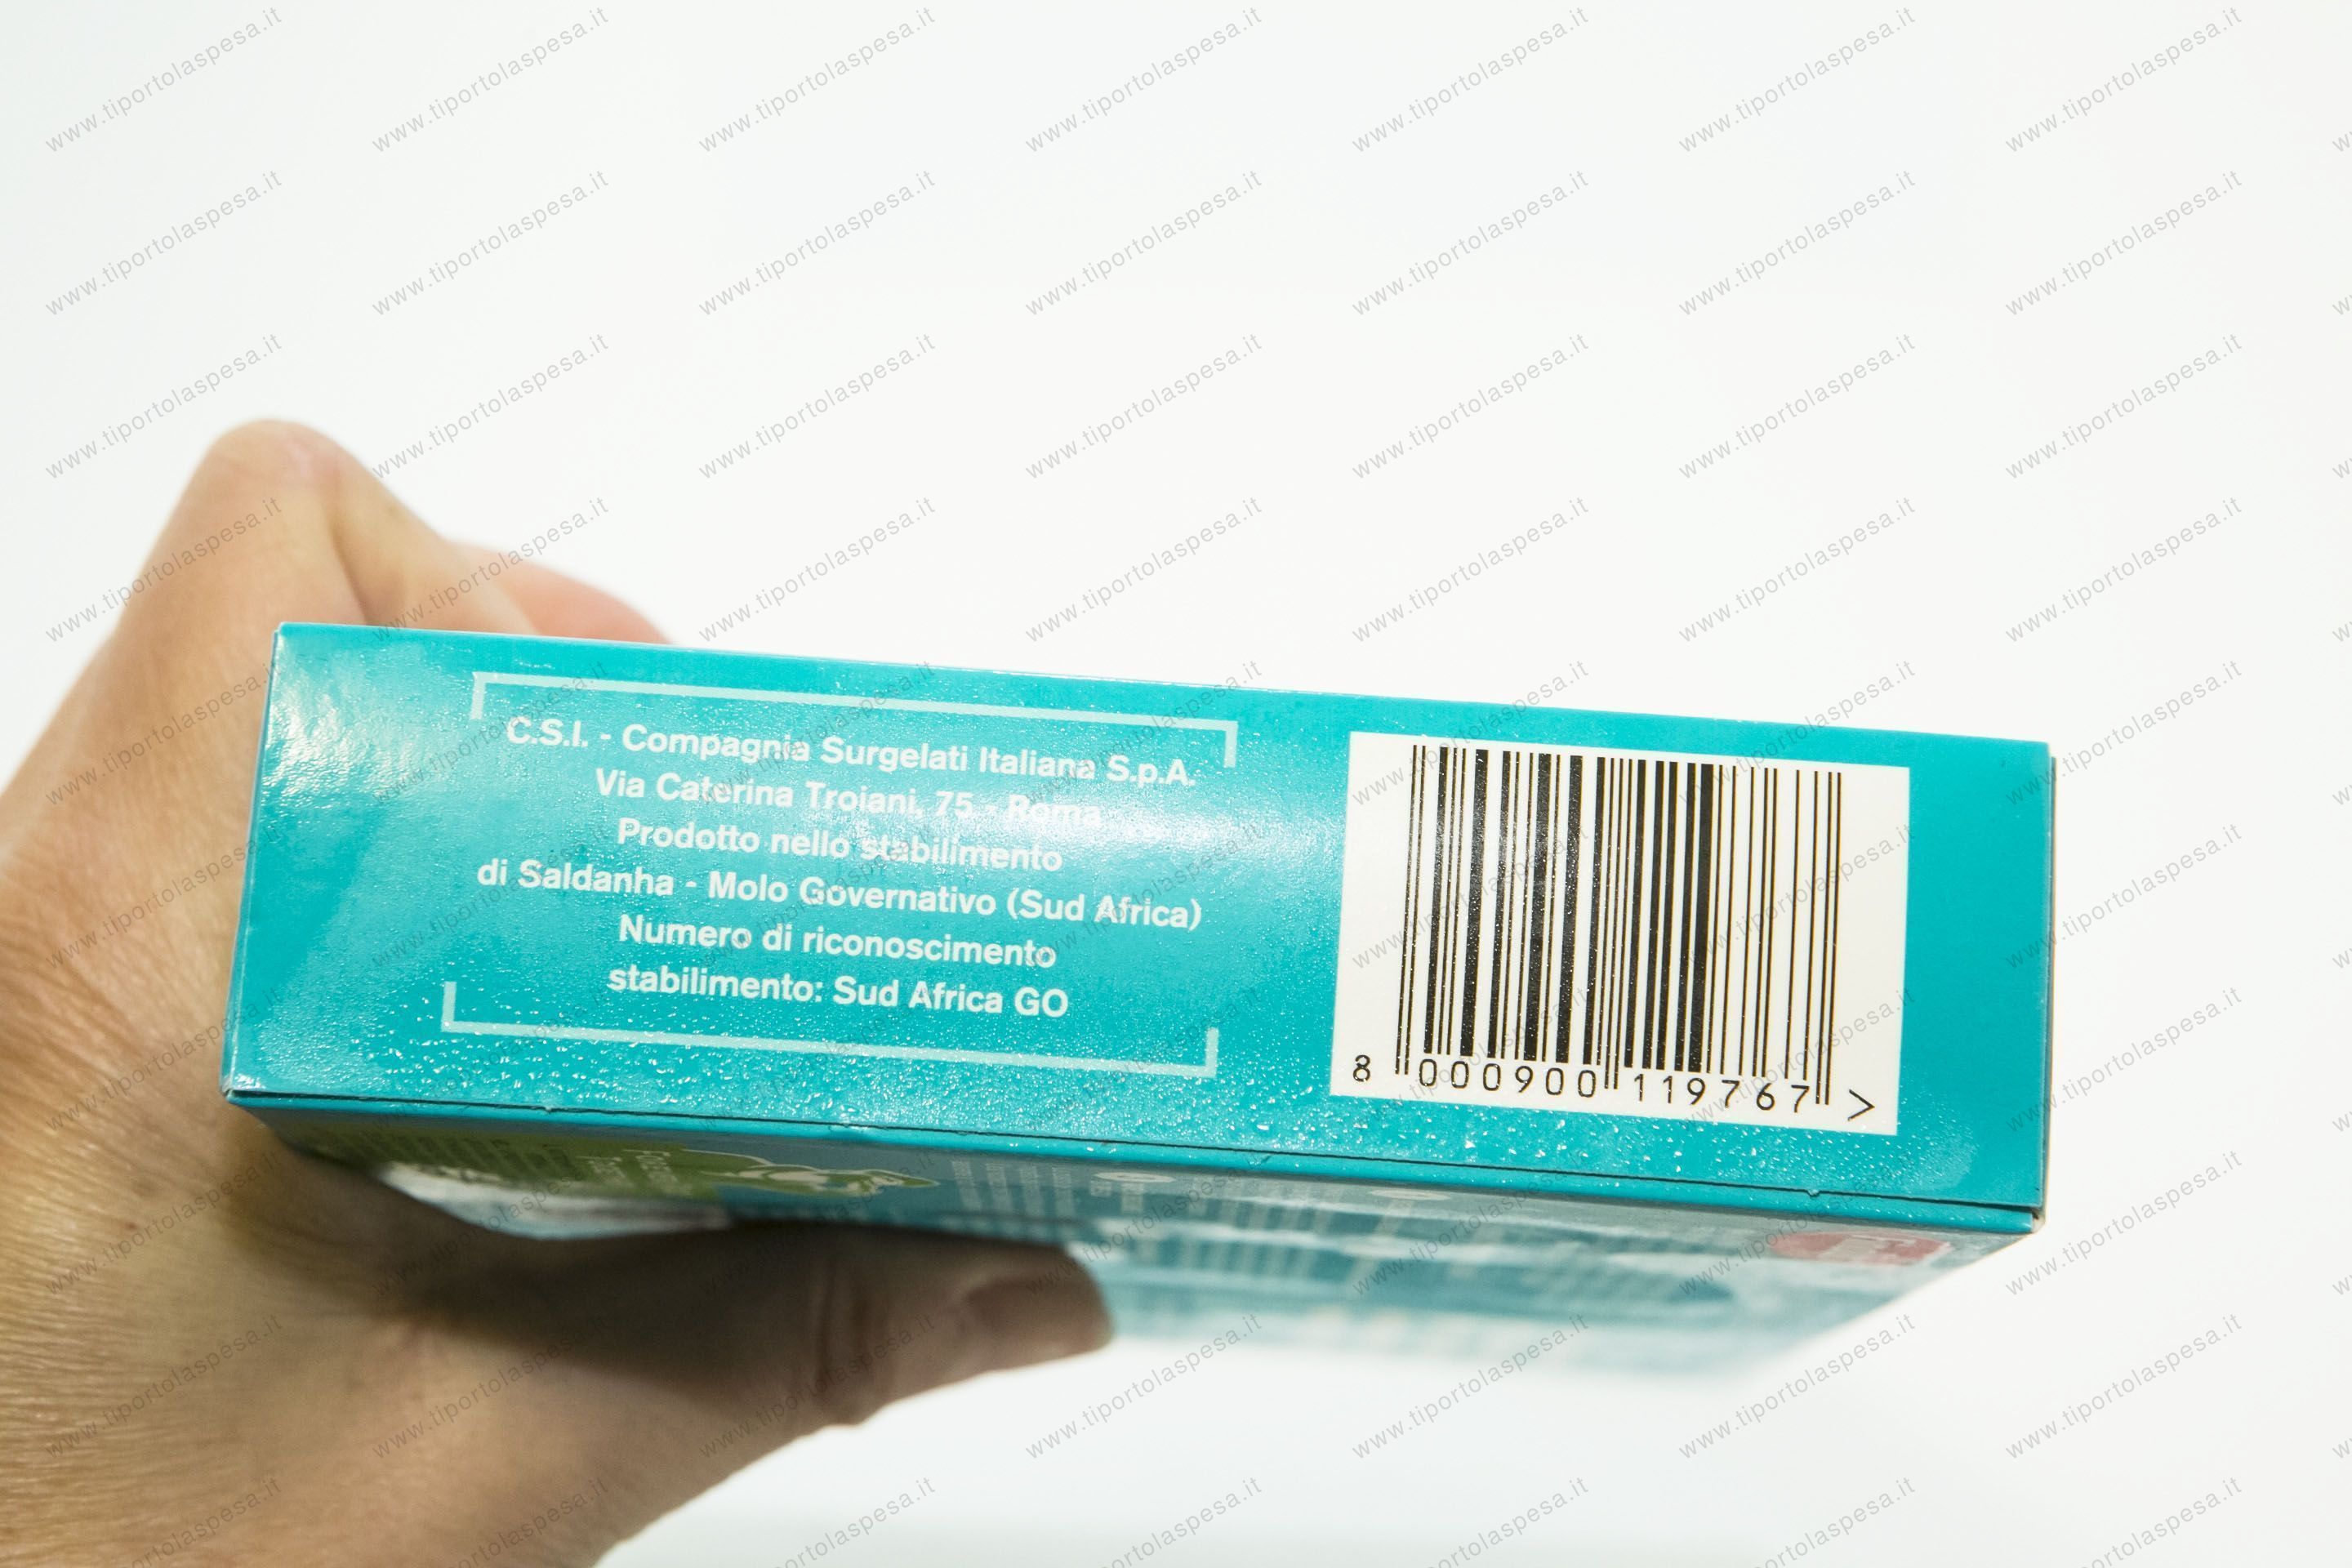 C.S.I. - Compagnia Surgelati Italiana S.p.A.
Via Caterina Troiani, 75 - Roma
Prodotto nello stabilimento
di Saldanha - Molo Governativo (Sud Africa)
Numero di riconoscimento
stabilimento: Sud Africa GO
8 000900 119767 >
www.tiportolaspesa.it